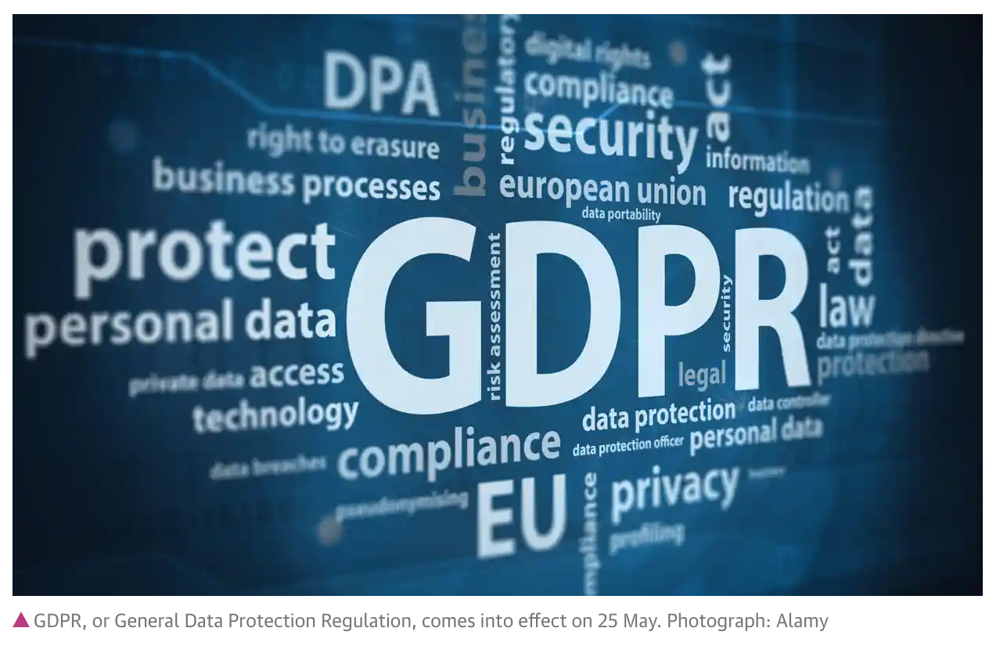 digital rights
DPA
business
regulatory
compliance
act
security
right to erasure
information
business processes
european union
regulation
data
data portability
protect
GDPR
risk assessment
security
act
law
personal data
data protection directive
protection
private data access
legal
technology
data protection
data controller
compliance
data protection officer
personal data
data breaches
pseudonymising
EU
mpliance
privacy
profiling
▲ GDPR, or General Data Protection Regulation, comes into effect on 25 May. Photograph: Alamy